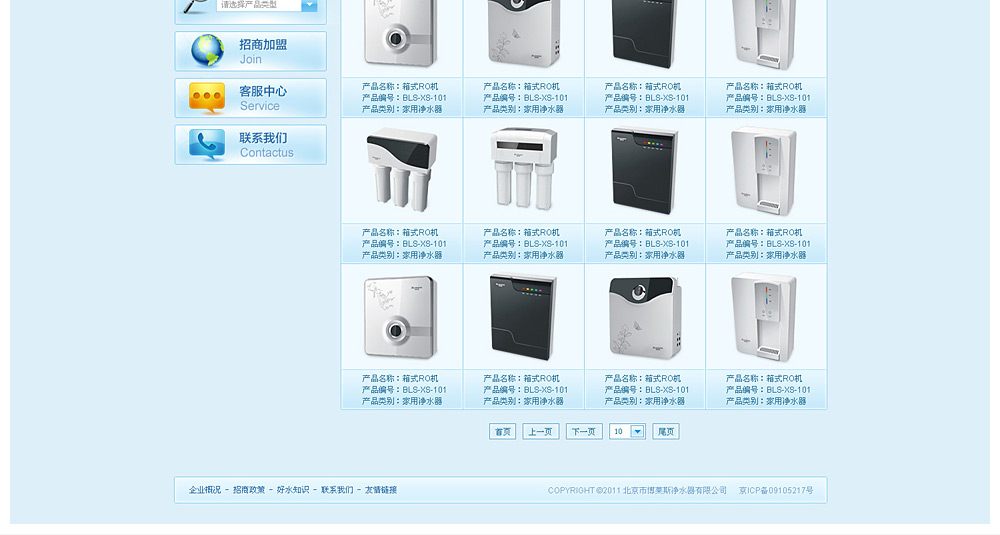 请选择产品类型
招商加盟
Join
客服中心
Service
联系我们
Contactus
产品名称：箱式RO机 产品名称：箱式RO机 产品名称：箱式RO机 产品名称：箱式RO机
产品编号：BLS-XS-101 产品编号：BLS-XS-101 产品编号：BLS-XS-101 产品编号：BLS-XS-101
产品类别：家用净水器 产品类别：家用净水器 产品类别：家用净水器 产品类别：家用净水器
产品名称：箱式RO机 产品名称：箱式RO机 产品名称：箱式RO机 产品名称：箱式RO机
产品编号：BLS-XS-101 产品编号：BLS-XS-101 产品编号：BLS-XS-101 产品编号：BLS-XS-101
产品类别：家用净水器 产品类别：家用净水器 产品类别：家用净水器 产品类别：家用净水器
产品名称：箱式RO机 产品名称：箱式RO机 产品名称：箱式RO机 产品名称：箱式RO机
产品编号：BLS-XS-101 产品编号：BLS-XS-101 产品编号：BLS-XS-101 产品编号：BLS-XS-101
产品类别：家用净水器 产品类别：家用净水器 产品类别：家用净水器 产品类别：家用净水器
首页 上一页 下一页 10 尾页
企业概况 - 招商政策 - 好水知识 - 联系我们 - 友情链接 COPYRIGHT©2011 北京市博莱斯净水器有限公司 京ICP备09105217号